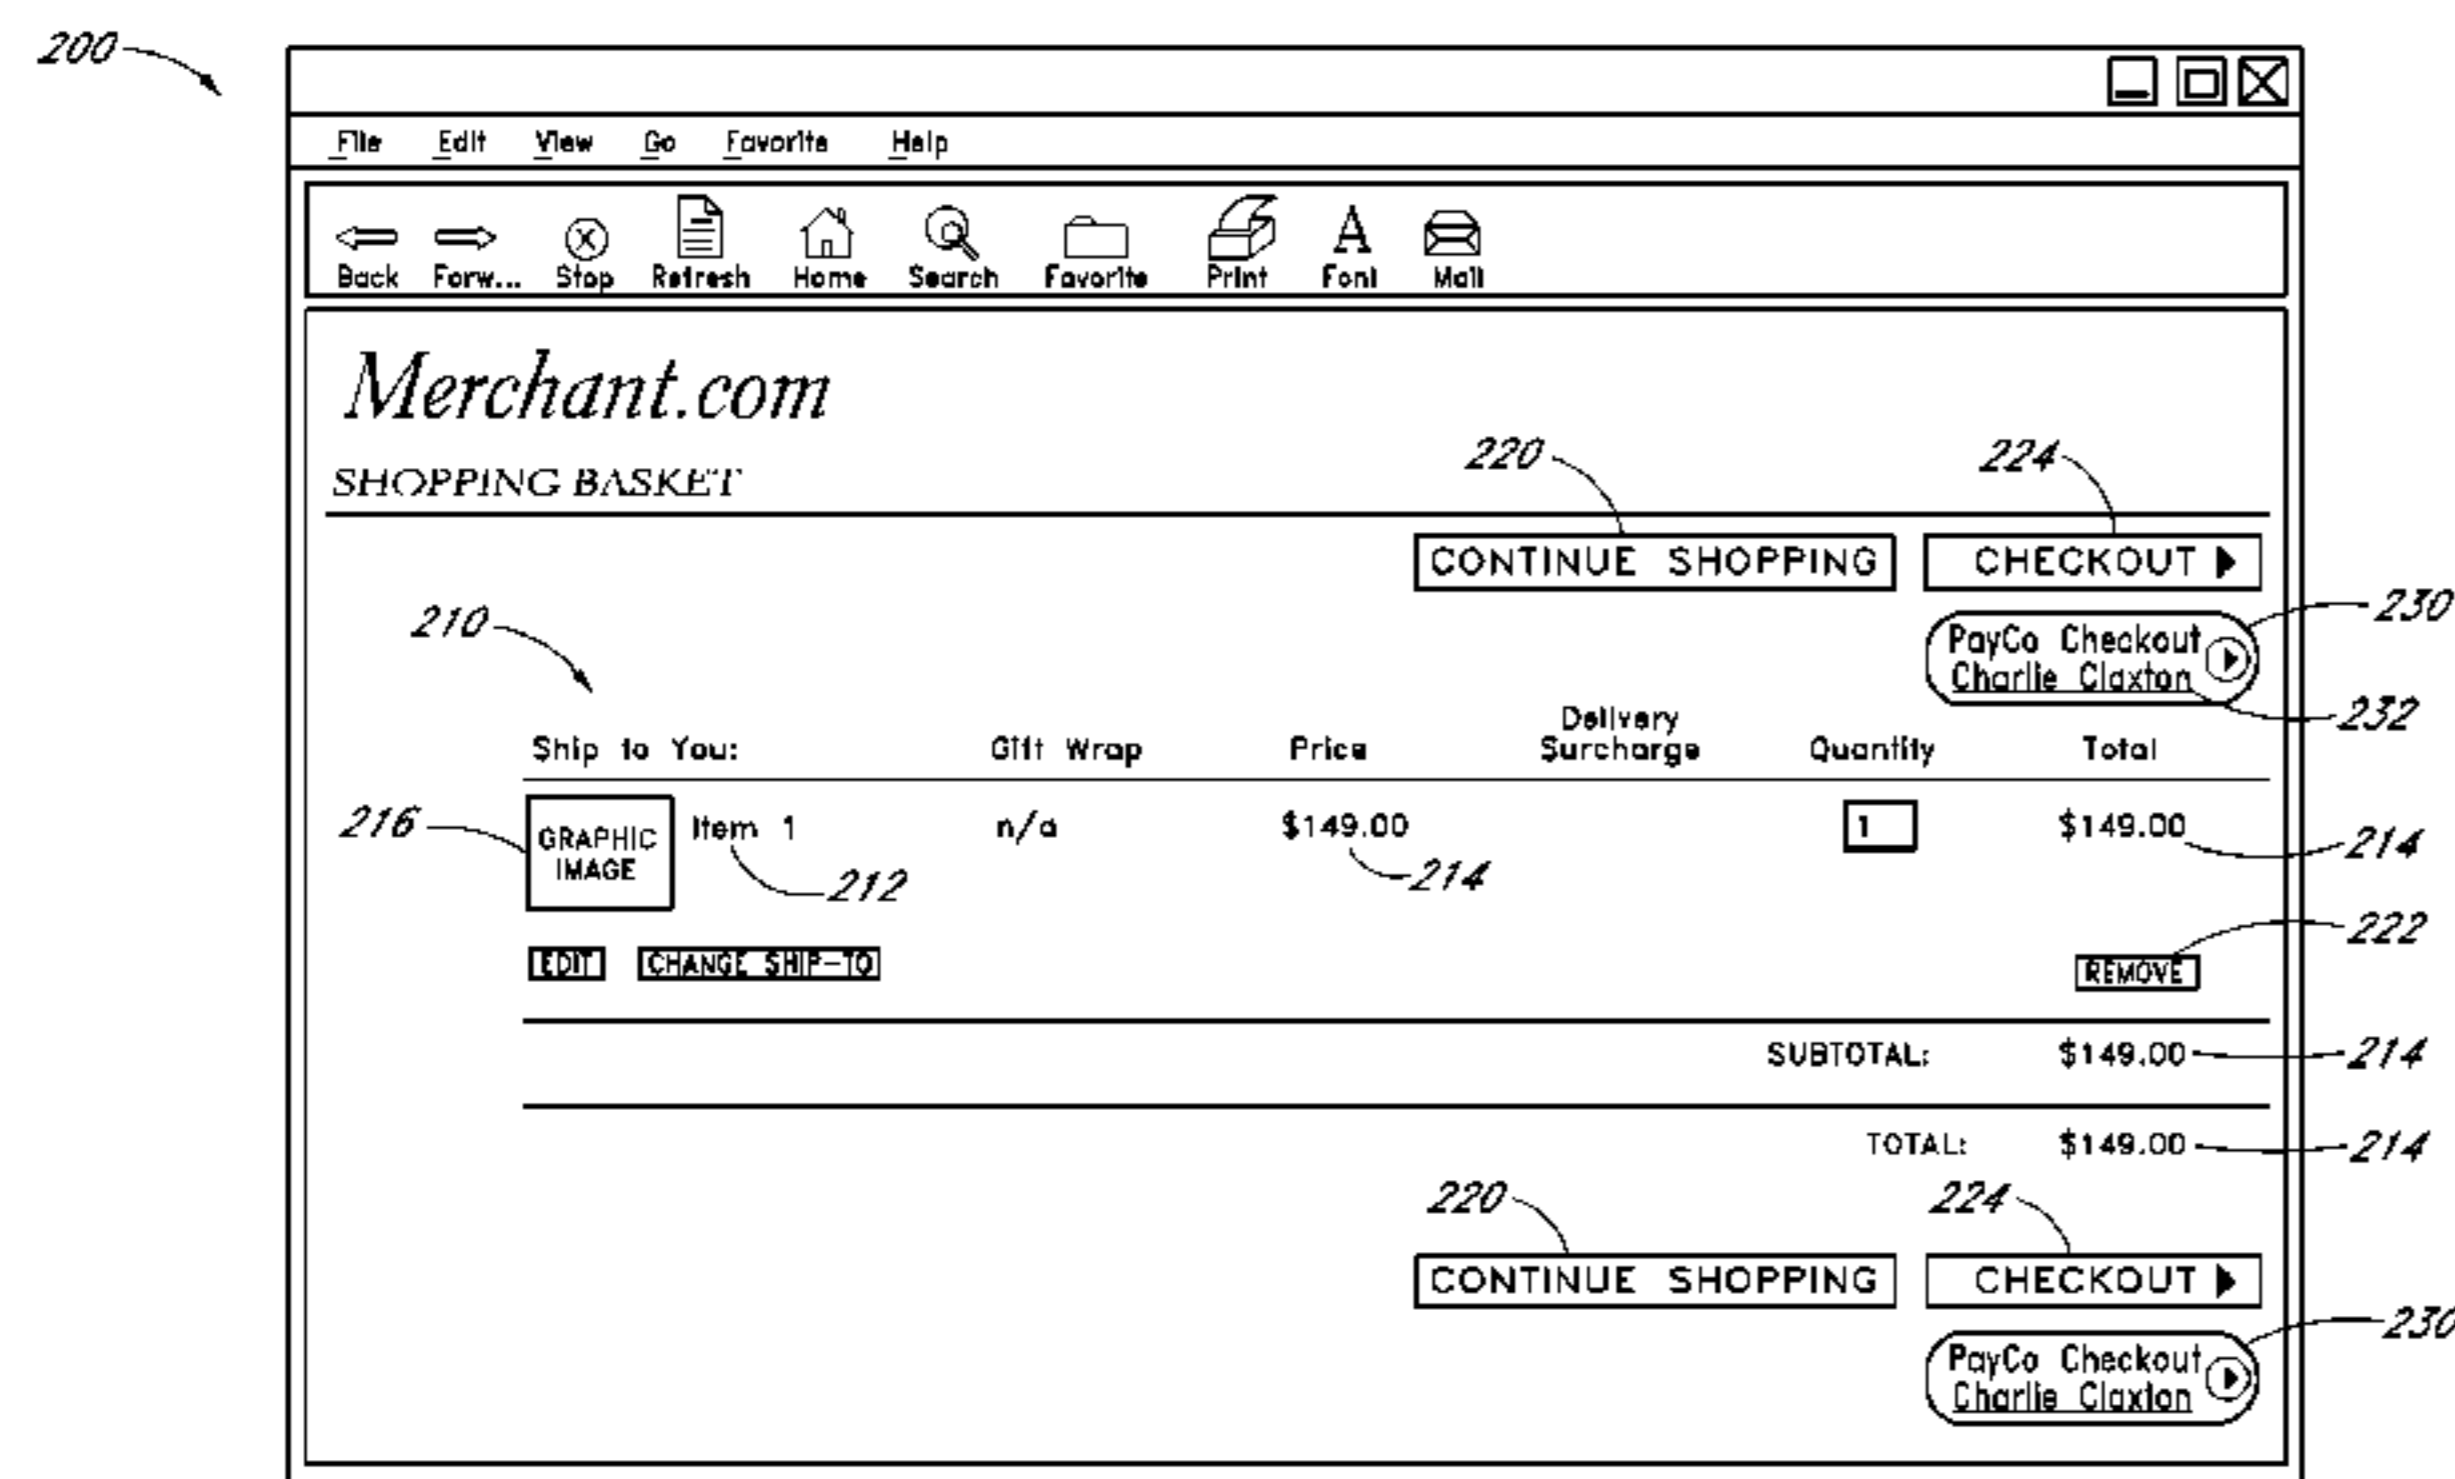 200
File Edit View Go Favorite Help
Back Forw... Stop Refresh Home Search Favorite Print Font Mail
Merchant.com
SHOPPING BASKET
220 224
CONTINUE SHOPPING CHECKOUT
230
PayCo Checkout
Charlie Claxton
232
210
Ship to You: Gift Wrap Price Delivery Surcharge Quantity Total
216 GRAPHIC IMAGE Item 1 n/a $149.00 1 $149.00
212 214 214
222
EDIT CHANGE SHIP-TO REMOVE
SUBTOTAL: $149.00 214
TOTAL: $149.00 214
220 224
CONTINUE SHOPPING CHECKOUT
230
PayCo Checkout
Charlie Claxton